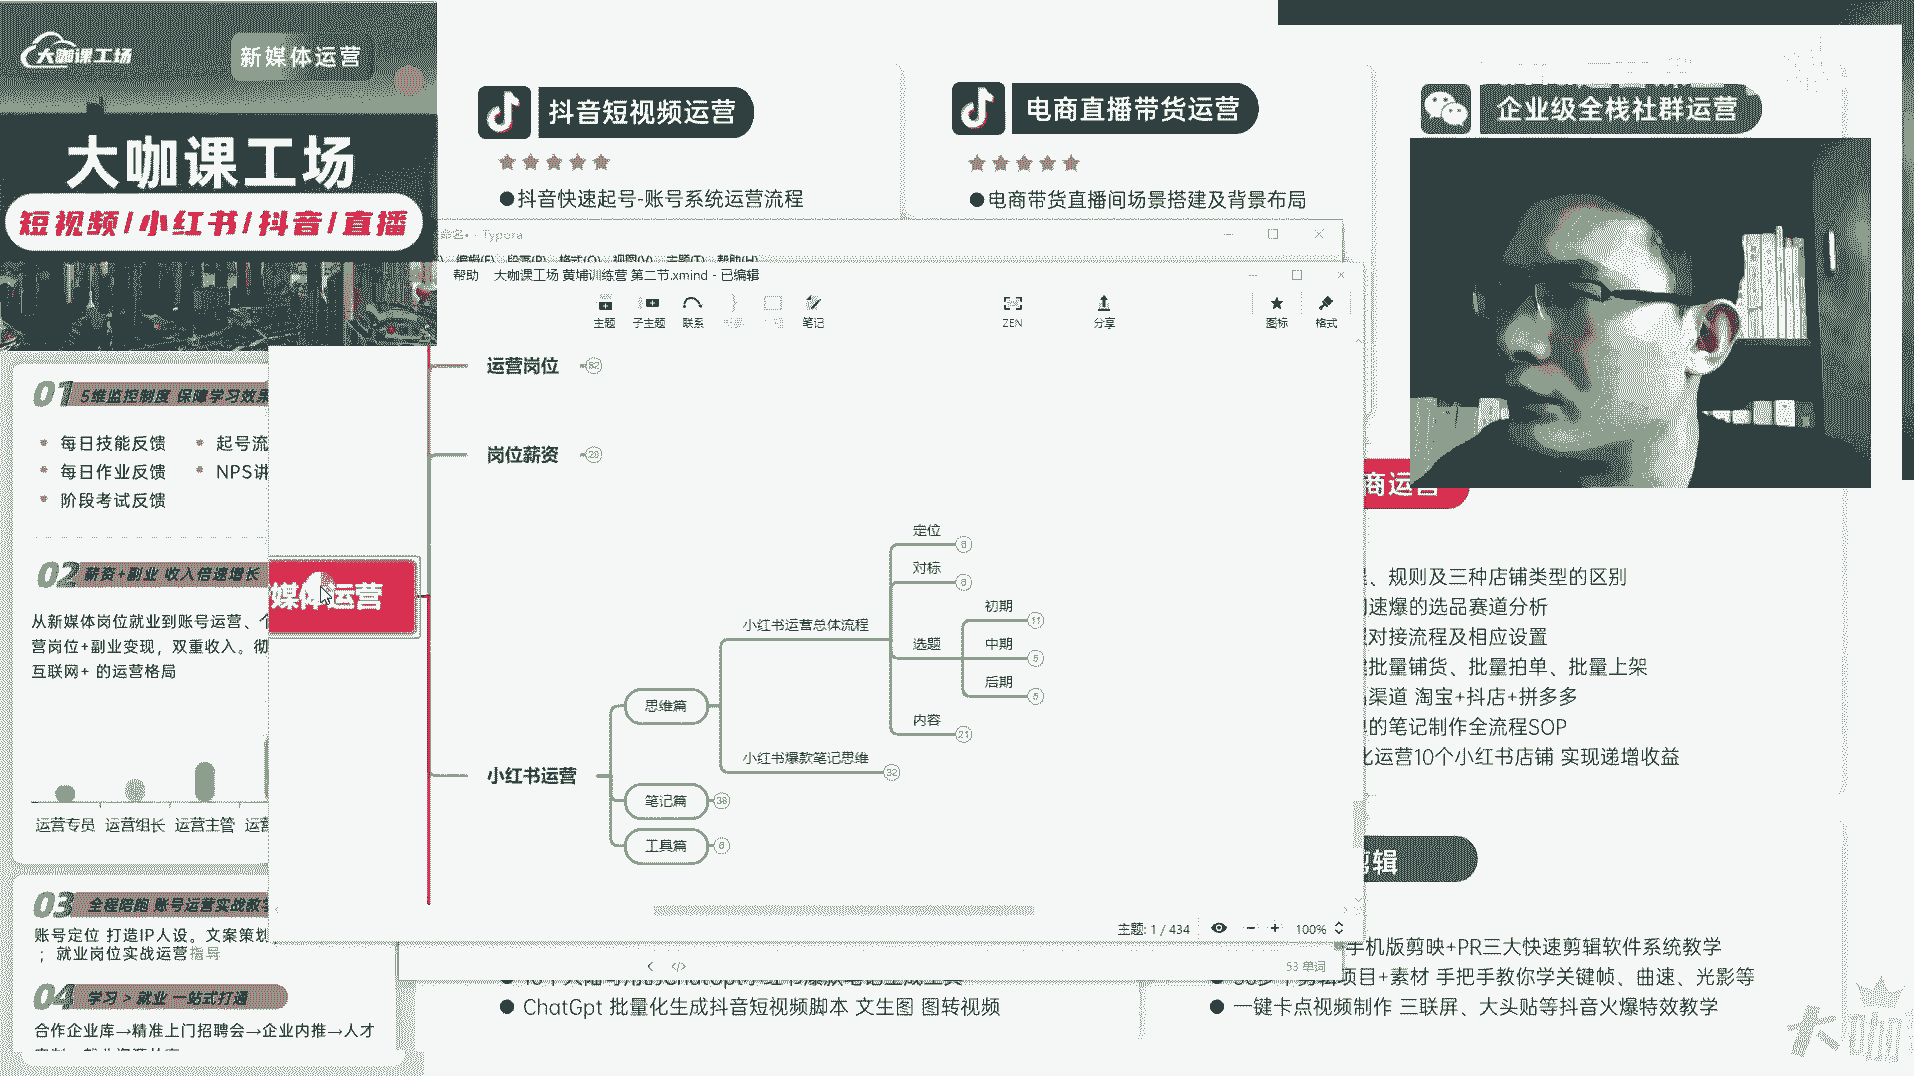 大咖课工场
新媒体运营
大咖课工场
短视频/小红书/抖音/直播
抖音短视频运营
●抖音快速起号-账号系统运营流程
电商直播带货运营
●电商带货直播间场景搭建及背景布局
企业级全栈社群运营
Typora
编辑(E) 段落(P) 格式(O) 视图(V) 主题(T) 帮助(H)
帮助 大咖课工场 黄埔训练营 第二节.xmind - 已编辑
主题
子主题
联系
笔记
ZEN
分享
图标
格式
运营岗位
岗位薪资
28
媒体运营
小红书运营
思维篇
笔记篇
工具篇
小红书运营总体流程
定位
对标
选题
初期
11
中期
5
后期
5
内容
21
小红书爆款笔记思维
32
主题: 1 / 434
100%
53 单词
01 5维监控制度 保障学习效果
每日技能反馈
起号流
每日作业反馈
NPS讲
阶段考试反馈
02 薪资+副业 收入倍速增长
从新媒体岗位就业到账号运营、
营岗位+副业变现，双重收入。彻
互联网+ 的运营格局
运营专员 运营组长 运营主管 运营
03 全程陪跑 账号运营实战教学
账号定位 打造IP人设。文案策划
；就业岗位实战运营指导
04 学习 > 就业 一站式打通
合作企业库→精准上门招聘会→企业内推→人才
商运营
、规则及三种店铺类型的区别
速爆的选品赛道分析
对接流程及相应设置
批量铺货、批量拍单、批量上架
渠道 淘宝+抖店+拼多多
的笔记制作全流程SOP
化运营10个小红书店铺 实现递增收益
剪辑
手机版剪映+PR三大快速剪辑软件系统教学
项目+素材 手把手教你学关键帧、曲速、光影等
● 一键卡点视频制作 三联屏、大头贴等抖音火爆特效教学
● ChatGpt 批量化生成抖音短视频脚本 文生图 图转视频
大咖